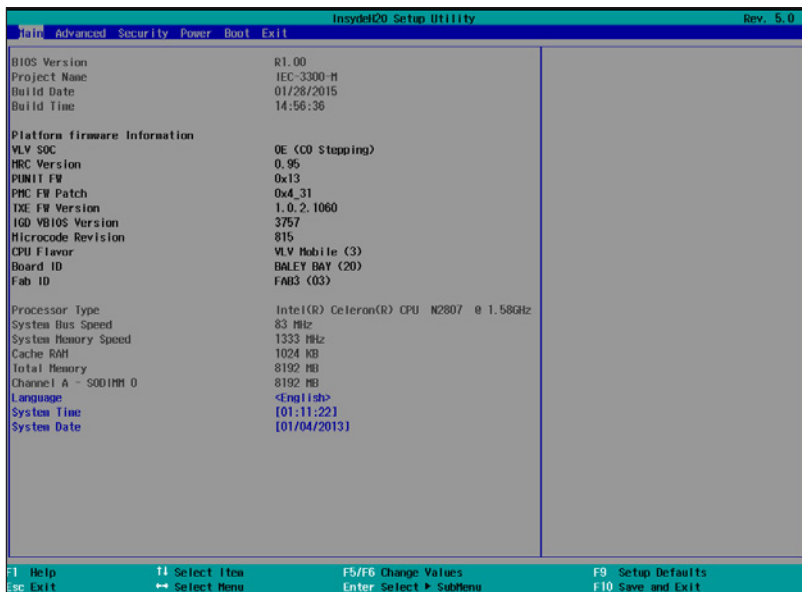 InsydeH20 Setup Utility Rev. 5.0
Main Advanced Security Power Boot Exit
BIOS Version R1.00
Project Name IEC-3300-M
Build Date 01/28/2015
Build Time 14:56:36
Platform firmware Information
VLV SOC 0E (C0 Stepping)
MRC Version 0.95
PUNIT FW 0x13
PMC FW Patch 0x4_31
TXE FW Version 1.0.2.1060
IGD VBIOS Version 3757
Microcode Revision 815
CPU Flavor VLV Mobile (3)
Board ID BALEY BAY (20)
Fab ID FAB3 (03)
Processor Type Intel(R) Celeron(R) CPU N2807 @ 1.58GHz
System Bus Speed 83 MHz
System Memory Speed 1333 MHz
Cache RAM 1024 KB
Total Memory 8192 MB
Channel A - SODIMM 0 8192 MB
Language <English>
System Time [01:11:22]
System Date [01/04/2013]
F1 Help ↑↓ Select Item F5/F6 Change Values F9 Setup Defaults
Esc Exit ↔ Select Menu Enter Select ► SubMenu F10 Save and Exit